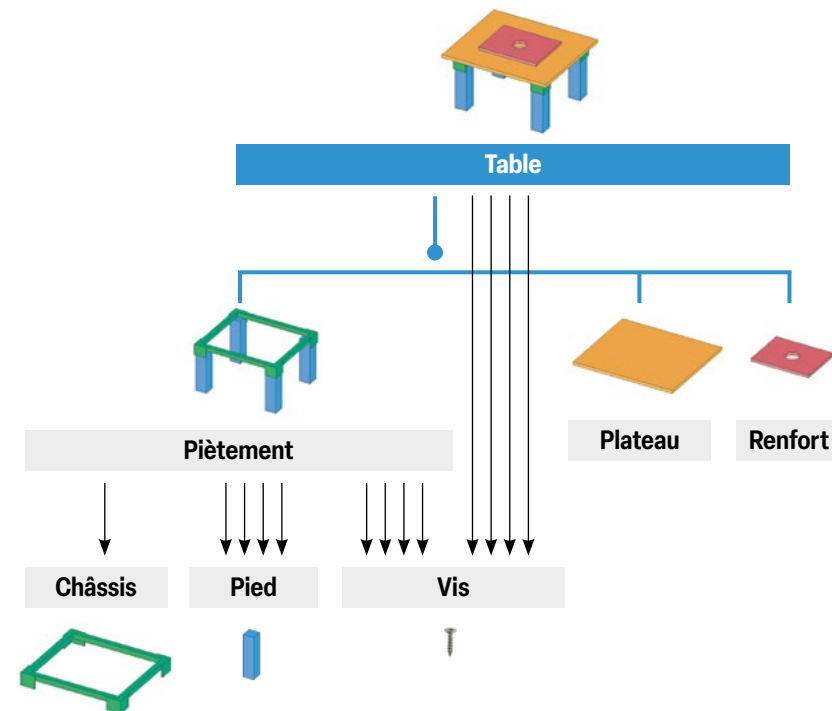 Table
Piètement
Plateau
Renfort
Châssis
Pied
Vis